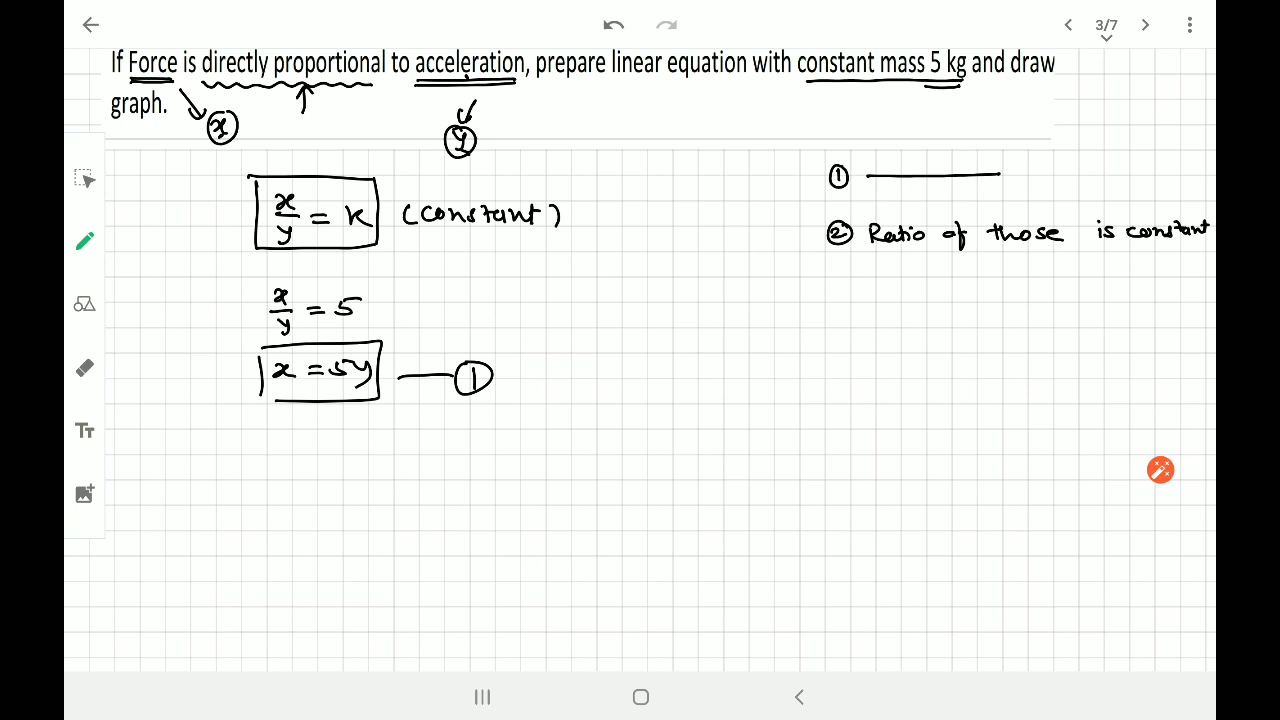 3/7
If Force is directly proportional to acceleration, prepare linear equation with constant mass 5 kg and draw
graph.
x
y
x/y = K (constant)
①
② Ratio of those is constant
x/y = 5
x = 5y — ①
Tт